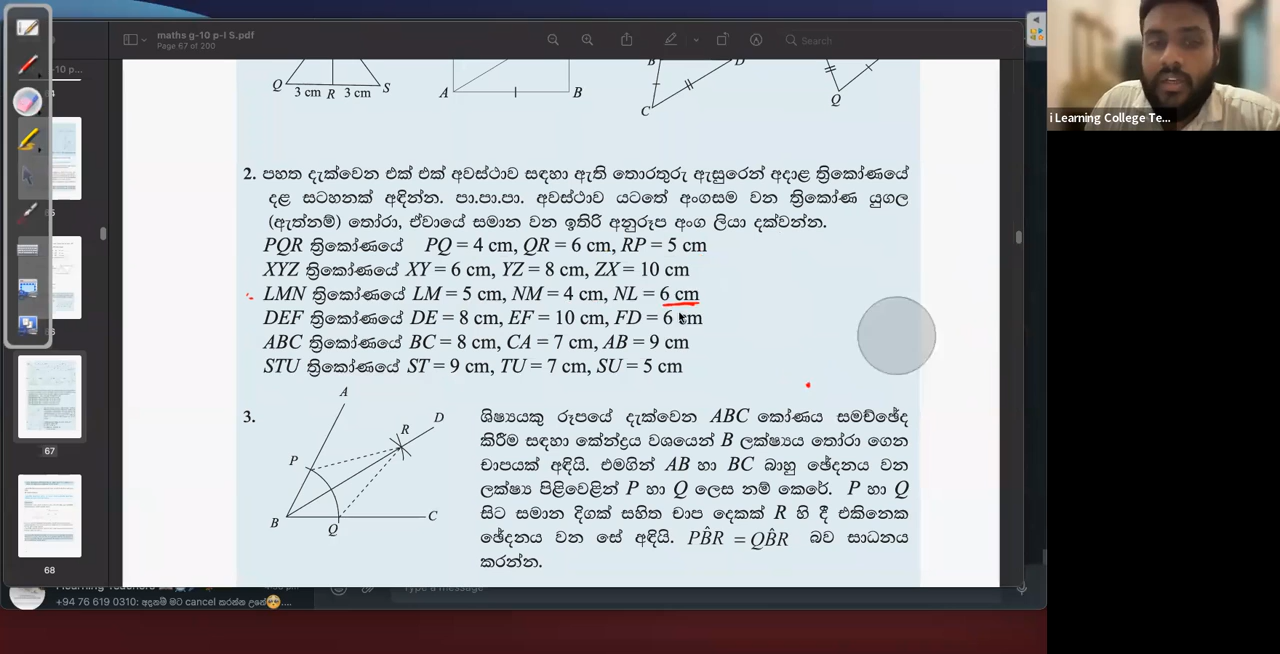 maths g-10 p-I S.pdf
Page 67 of 200
Search
i Learning College Te...
Q 3 cm R 3 cm S
A B
B D
C
Q
2. පහත දැක්වෙන එක් එක් අවස්ථාව සඳහා ඇති තොරතුරු ඇසුරෙන් අදාළ ත්‍රිකෝණයේ
දළ සටහනක් අඳින්න. පා.පා.පා. අවස්ථාව යටතේ අංගසම වන ත්‍රිකෝණ යුගල
(ඇත්නම්) තෝරා, ඒවායේ සමාන වන ඉතිරි අනුරූප අංග ලියා දක්වන්න.
PQR ත්‍රිකෝණයේ PQ = 4 cm, QR = 6 cm, RP = 5 cm
XYZ ත්‍රිකෝණයේ XY = 6 cm, YZ = 8 cm, ZX = 10 cm
LMN ත්‍රිකෝණයේ LM = 5 cm, NM = 4 cm, NL = 6 cm
DEF ත්‍රිකෝණයේ DE = 8 cm, EF = 10 cm, FD = 6 cm
ABC ත්‍රිකෝණයේ BC = 8 cm, CA = 7 cm, AB = 9 cm
STU ත්‍රිකෝණයේ ST = 9 cm, TU = 7 cm, SU = 5 cm
3.
A
D
R
P
B
Q
C
ශිෂ්‍යයකු රූපයේ දැක්වෙන ABC කෝණය සමච්ඡේද
කිරීම සඳහා කේන්ද්‍රය වශයෙන් B ලක්ෂ්‍යය තෝරා ගෙන
චාපයක් අඳියි. එමගින් AB හා BC බාහු ඡේදනය වන
ලක්ෂ්‍ය පිළිවෙළින් P හා Q ලෙස නම් කෙරේ. P හා Q
සිට සමාන දිගක් සහිත චාප දෙකක් R හි දී එකිනෙක
ඡේදනය වන සේ අඳියි. PB̂R = QB̂R බව සාධනය
කරන්න.
66
67
68
+94 76 619 0310: අදනම් මට cancel කරන්න උනේ🥺....
Type a message